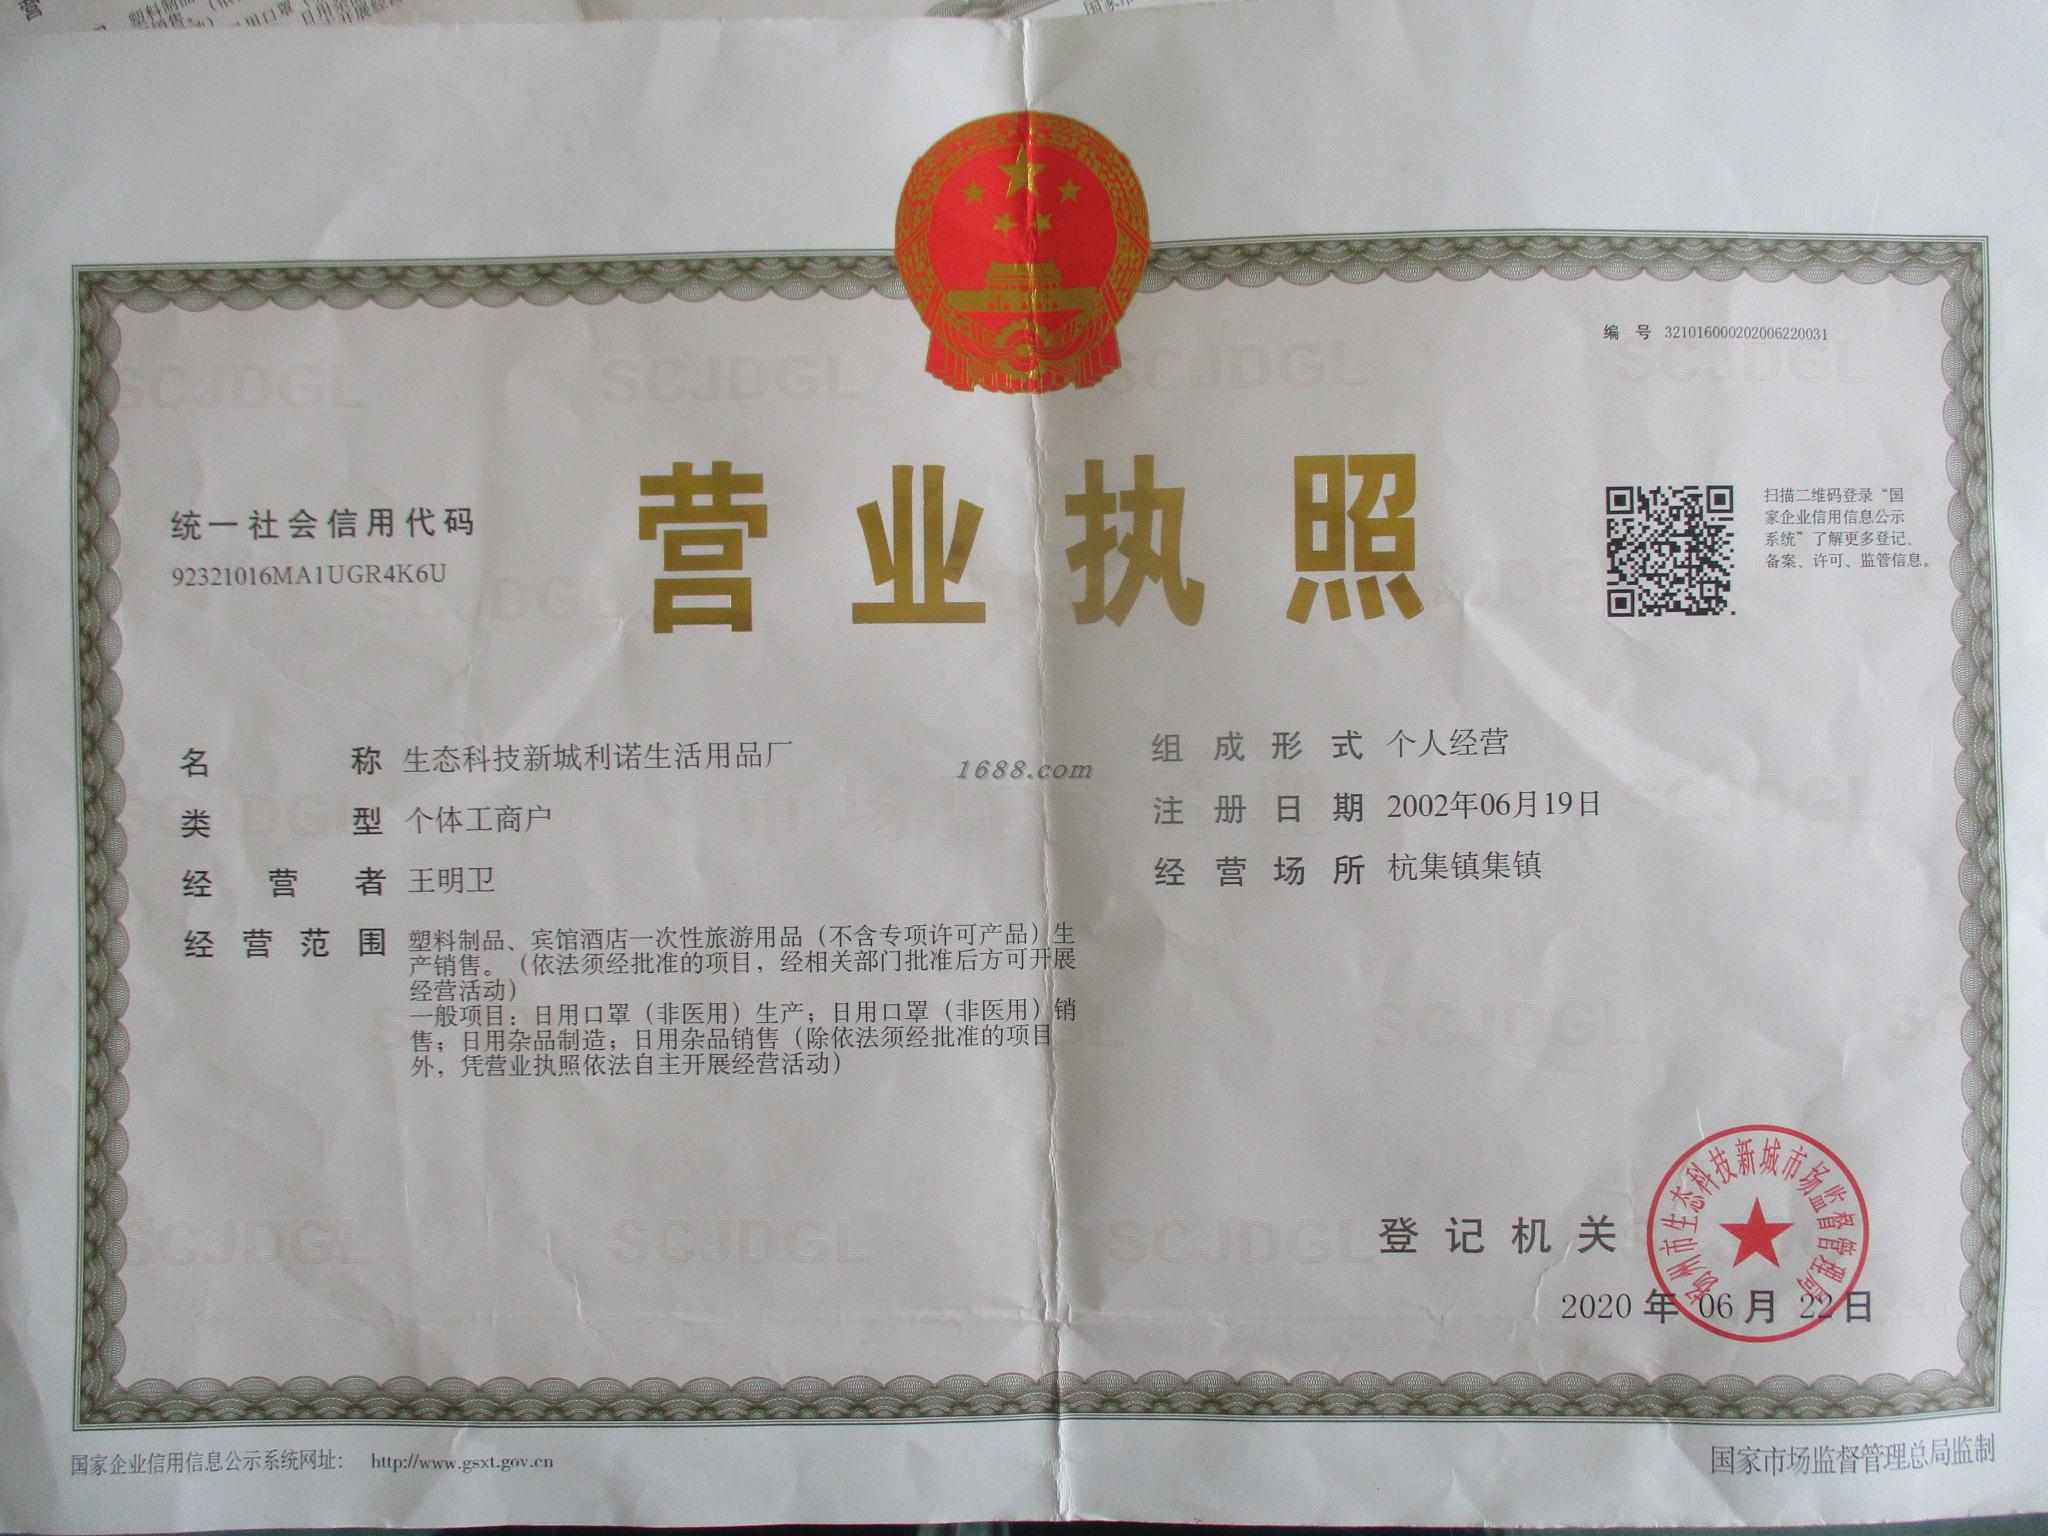 编 号 321016000202006220031
营业执照
统一社会信用代码
92321016MA1UGR4K6U
扫描二维码登录“国
家企业信用信息公示
系统”了解更多登记、
备案、许可、监管信息。
名 称 生态科技新城利诺生活用品厂
类 型 个体工商户
经 营 者 王明卫
经 营 范 围 塑料制品、宾馆酒店一次性旅游用品（不含专项许可产品）生
产销售。（依法须经批准的项目，经相关部门批准后方可开展
经营活动）
一般项目：日用口罩（非医用）生产；日用口罩（非医用）销
售；日用杂品制造；日用杂品销售（除依法须经批准的项目
外，凭营业执照依法自主开展经营活动）
1688.com
组 成 形 式 个人经营
注 册 日 期 2002年06月19日
经 营 场 所 杭集镇集镇
登 记 机 关
扬州市生态科技新城市场监督管理局
2020 年 06 月 22 日
国家企业信用信息公示系统网址： http://www.gsxt.gov.cn
国家市场监督管理总局监制
SCJDGL